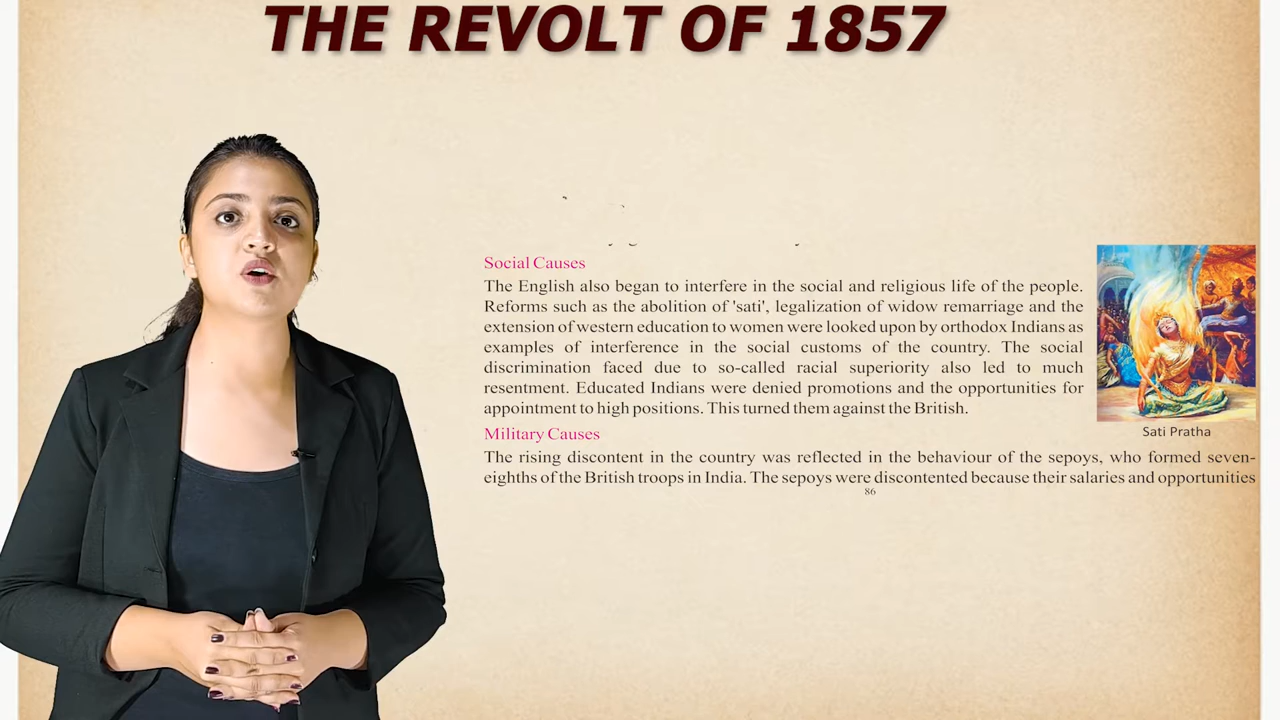 THE REVOLT OF 1857
Social Causes
The English also began to interfere in the social and religious life of the people.
Reforms such as the abolition of 'sati', legalization of widow remarriage and the
extension of western education to women were looked upon by orthodox Indians as
examples of interference in the social customs of the country. The social
discrimination faced due to so-called racial superiority also led to much
resentment. Educated Indians were denied promotions and the opportunities for
appointment to high positions. This turned them against the British.
Sati Pratha
Military Causes
The rising discontent in the country was reflected in the behaviour of the sepoys, who formed seven-
eighths of the British troops in India. The sepoys were discontented because their salaries and opportunities
86